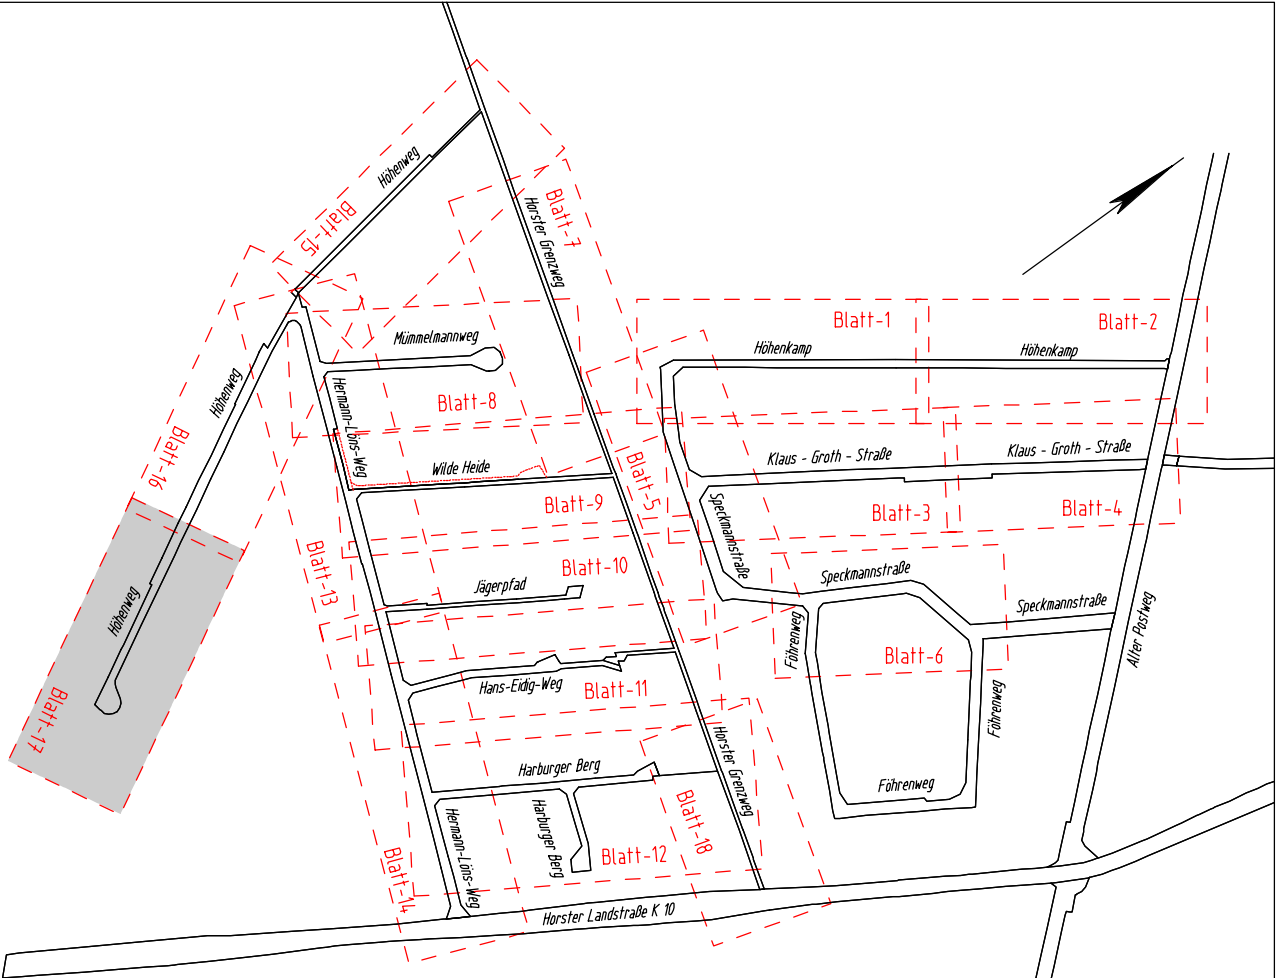 Höhenweg
Blatt-15
Blatt-7
Horster Grenzweg
Blatt-1
Blatt-2
Mümmelmannweg
Höhenkamp
Höhenkamp
Höhenweg
Hermann-Löns-Weg
Blatt-8
Blatt-16
Wilde Heide
Blatt-5
Klaus - Groth - Straße
Klaus - Groth - Straße
Blatt-9
Speckmannstraße
Blatt-3
Blatt-4
Blatt-13
Blatt-10
Jägerpfad
Speckmannstraße
Speckmannstraße
Höhenweg
Föhrenweg
Alter Postweg
Blatt-6
Hans-Eidig-Weg
Blatt-11
Blatt-17
Föhrenweg
Horster Grenzweg
Harburger Berg
Föhrenweg
Hermann-Löns-Weg
Harburger Berg
Blatt-18
Blatt-12
Blatt-14
Horster Landstraße K 10